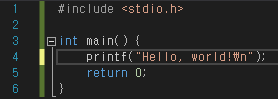 1 #include <stdio.h>
2
3 int main() {
4     printf("Hello, world!₩n");
5     return 0;
6 }